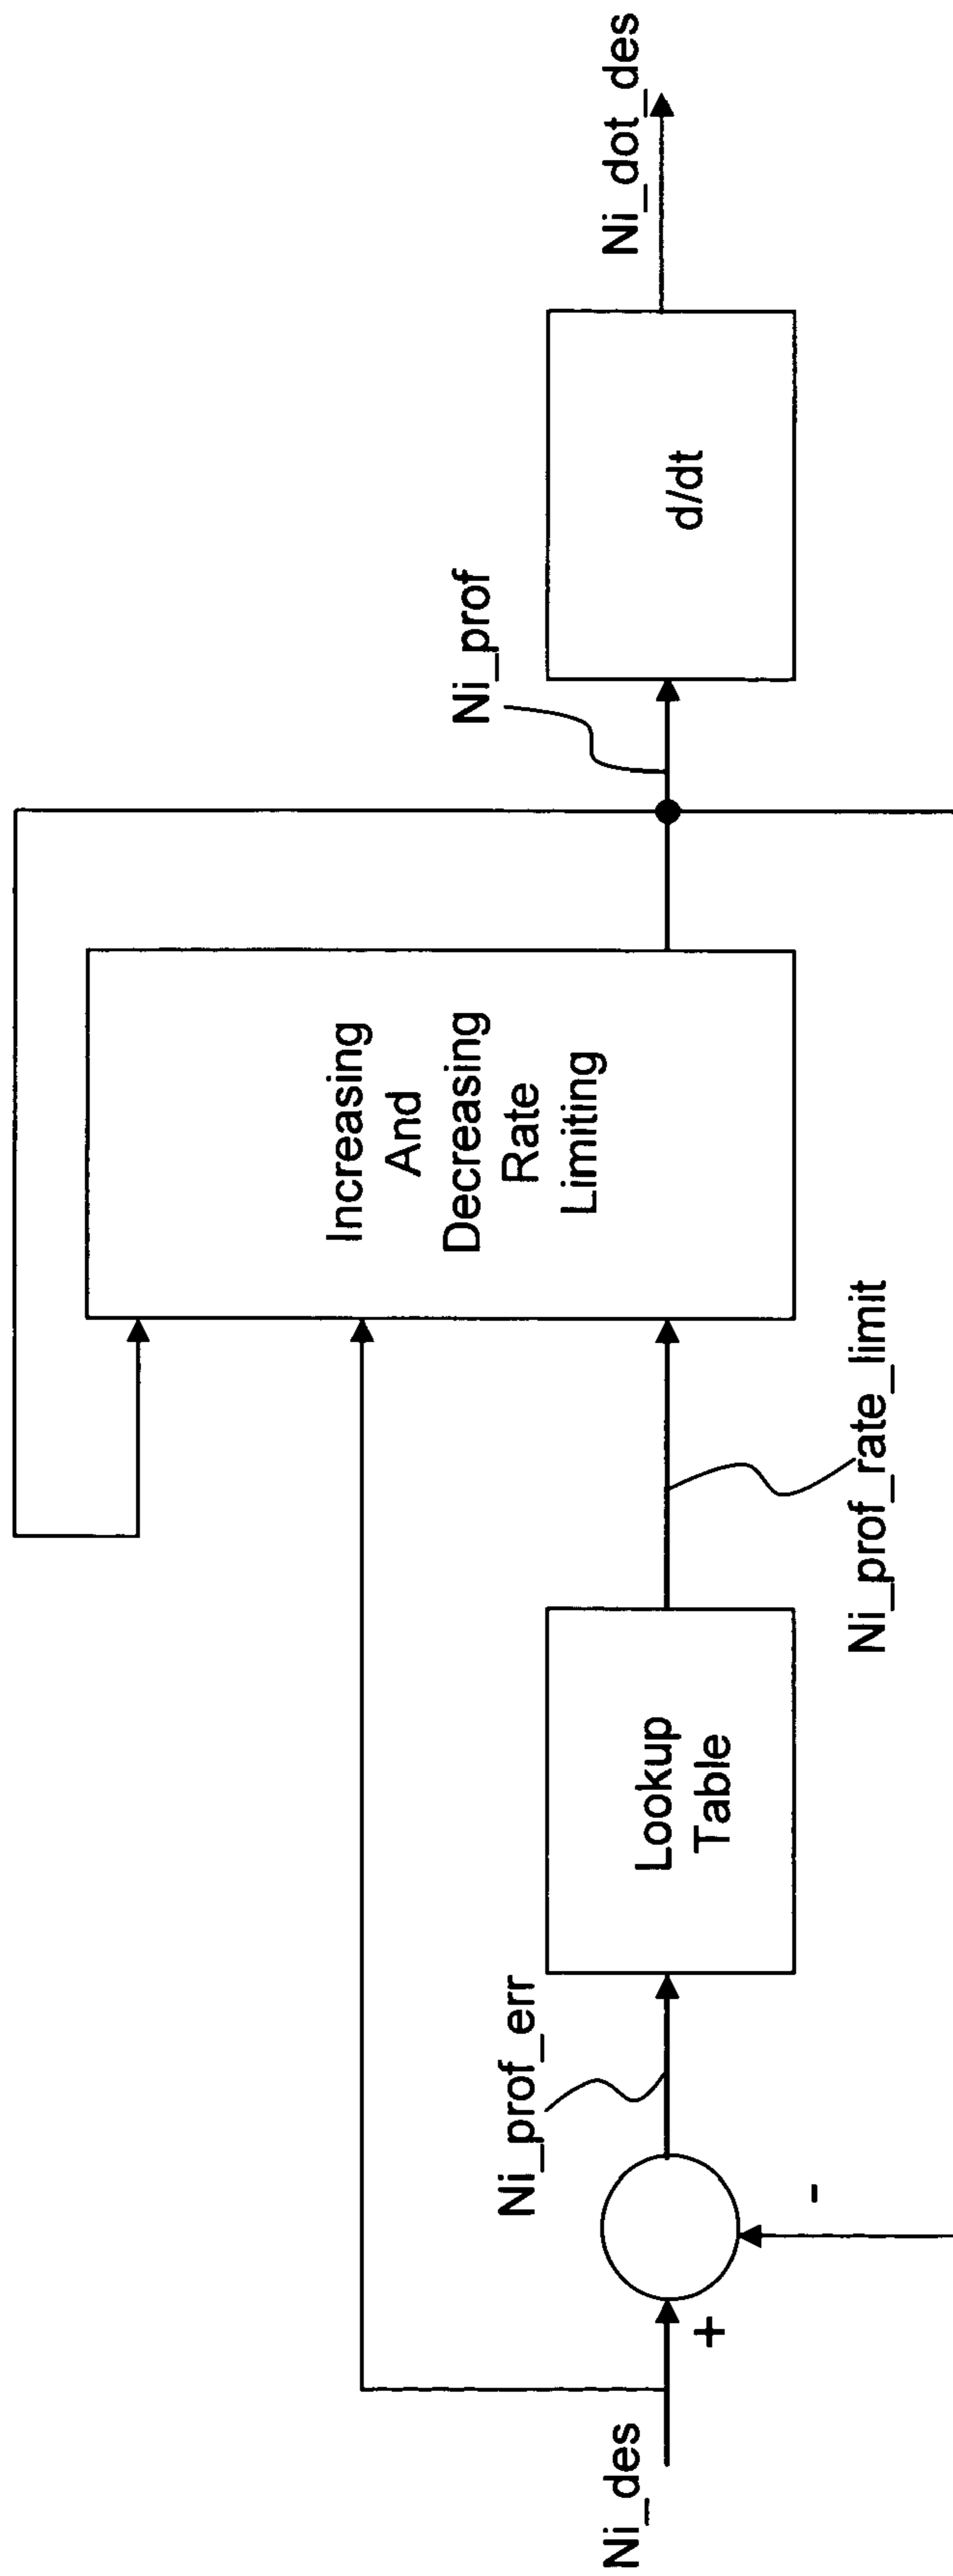 Ni_des
+
-
Ni_prof_err
Lookup
Table
Ni_prof_rate_limit
Increasing
And
Decreasing
Rate
Limiting
Ni_prof
d/dt
Ni_dot_des